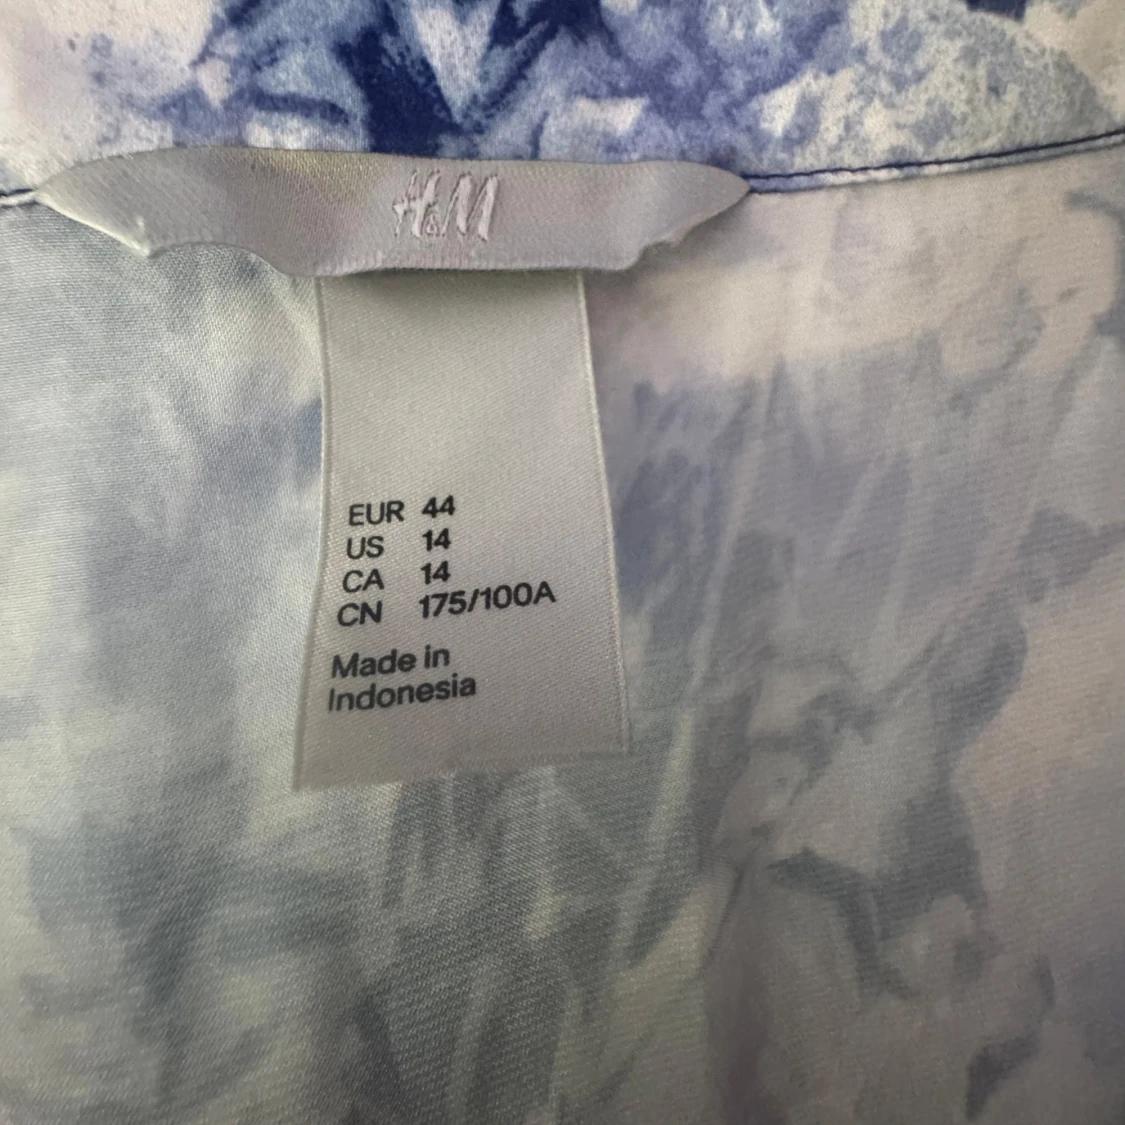 H&M
EUR 44
US 14
CA 14
CN 175/100A
Made in
Indonesia